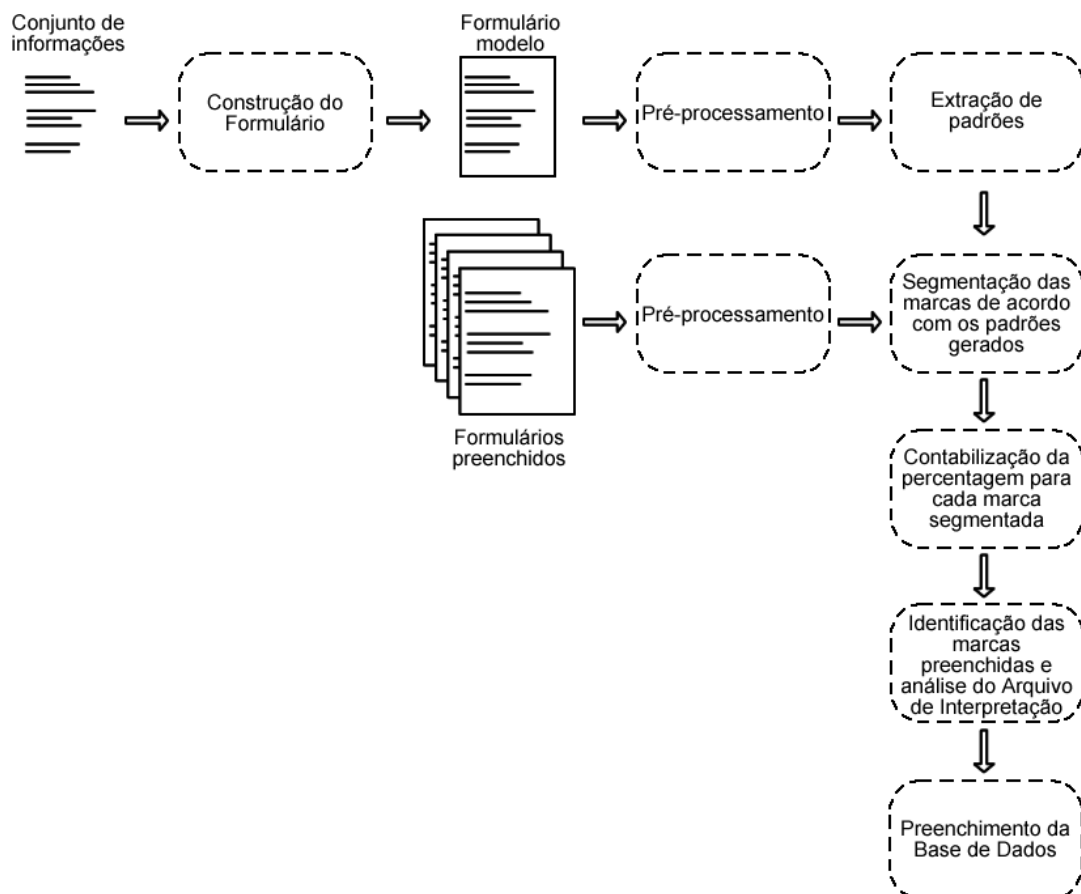 Conjunto de
informações
Construção do
Formulário
Formulário
modelo
Pré-processamento
Extração de
padrões
Formulários
preenchidos
Pré-processamento
Segmentação das
marcas de acordo
com os padrões
gerados
Contabilização da
percentagem para
cada marca
segmentada
Identificação das
marcas
preenchidas e
análise do Arquivo
de Interpretação
Preenchimento da
Base de Dados